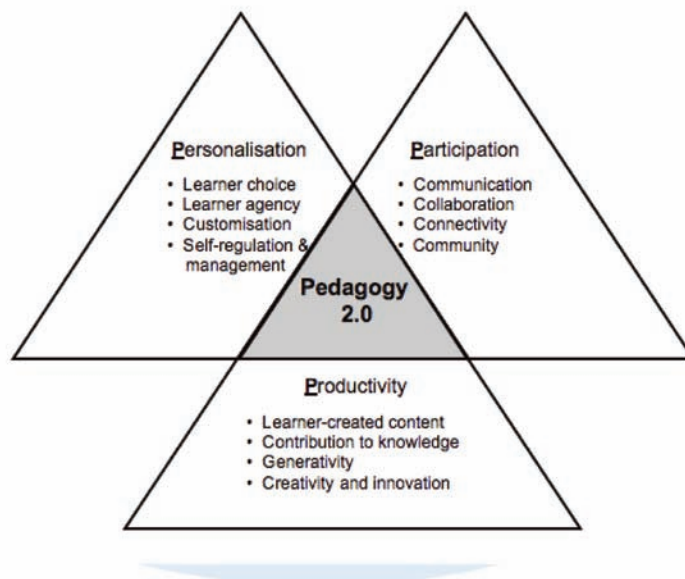 Personalisation
• Learner choice
• Learner agency
• Customisation
• Self-regulation &
management
Participation
• Communication
• Collaboration
• Connectivity
• Community
Pedagogy
2.0
Productivity
• Learner-created content
• Contribution to knowledge
• Generativity
• Creativity and innovation